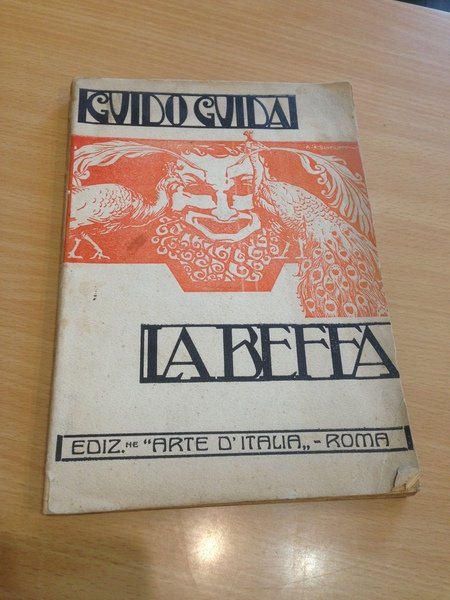 GUIDO GUIDA
LA BEFFA
EDIZ.NE "ARTE D'ITALIA„-ROMA